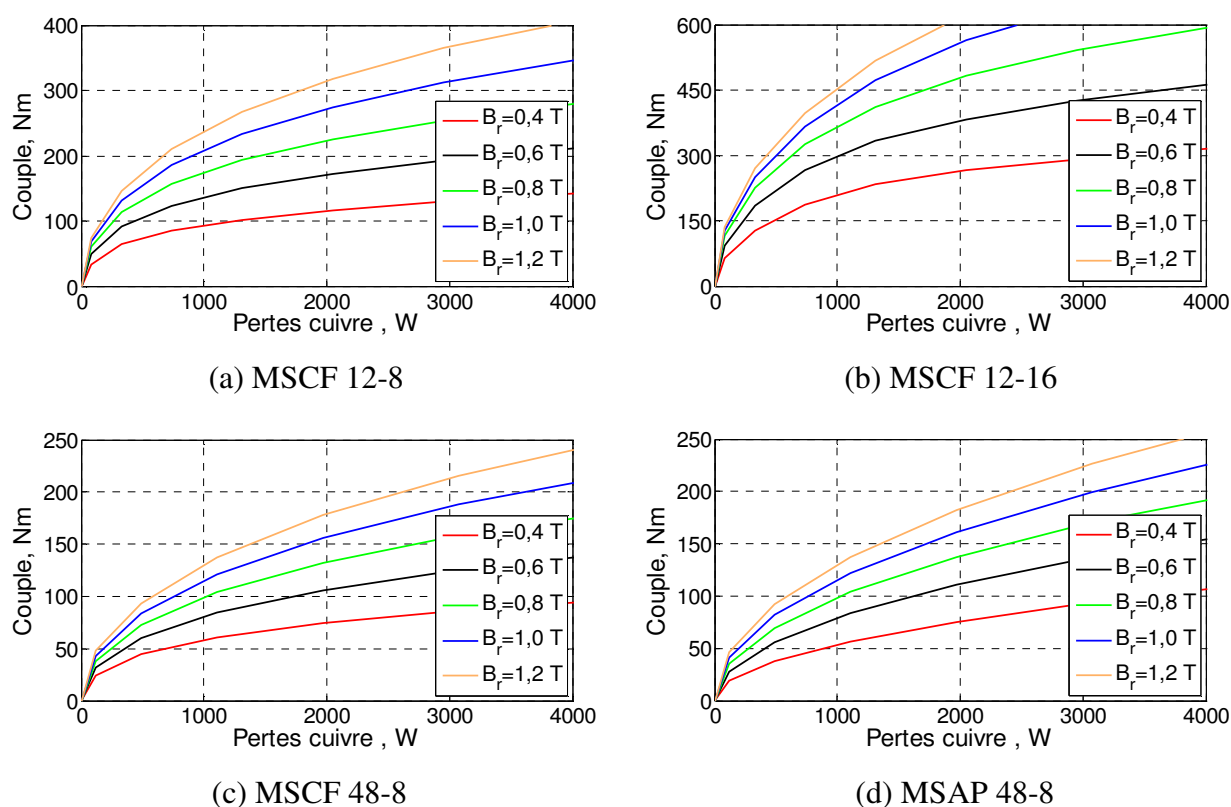 400
300
200
100
0
Couple, Nm
0 1000 2000 3000 4000
Pertes cuivre , W
B_r=0,4 T
B_r=0,6 T
B_r=0,8 T
B_r=1,0 T
B_r=1,2 T
(a) MSCF 12-8
600
450
300
150
0
Couple, Nm
0 1000 2000 3000 4000
Pertes cuivre , W
B_r=0,4 T
B_r=0,6 T
B_r=0,8 T
B_r=1,0 T
B_r=1,2 T
(b) MSCF 12-16
250
200
150
100
50
0
Couple, Nm
0 1000 2000 3000 4000
Pertes cuivre , W
B_r=0,4 T
B_r=0,6 T
B_r=0,8 T
B_r=1,0 T
B_r=1,2 T
(c) MSCF 48-8
250
200
150
100
50
0
Couple, Nm
0 1000 2000 3000 4000
Pertes cuivre , W
B_r=0,4 T
B_r=0,6 T
B_r=0,8 T
B_r=1,0 T
B_r=1,2 T
(d) MSAP 48-8